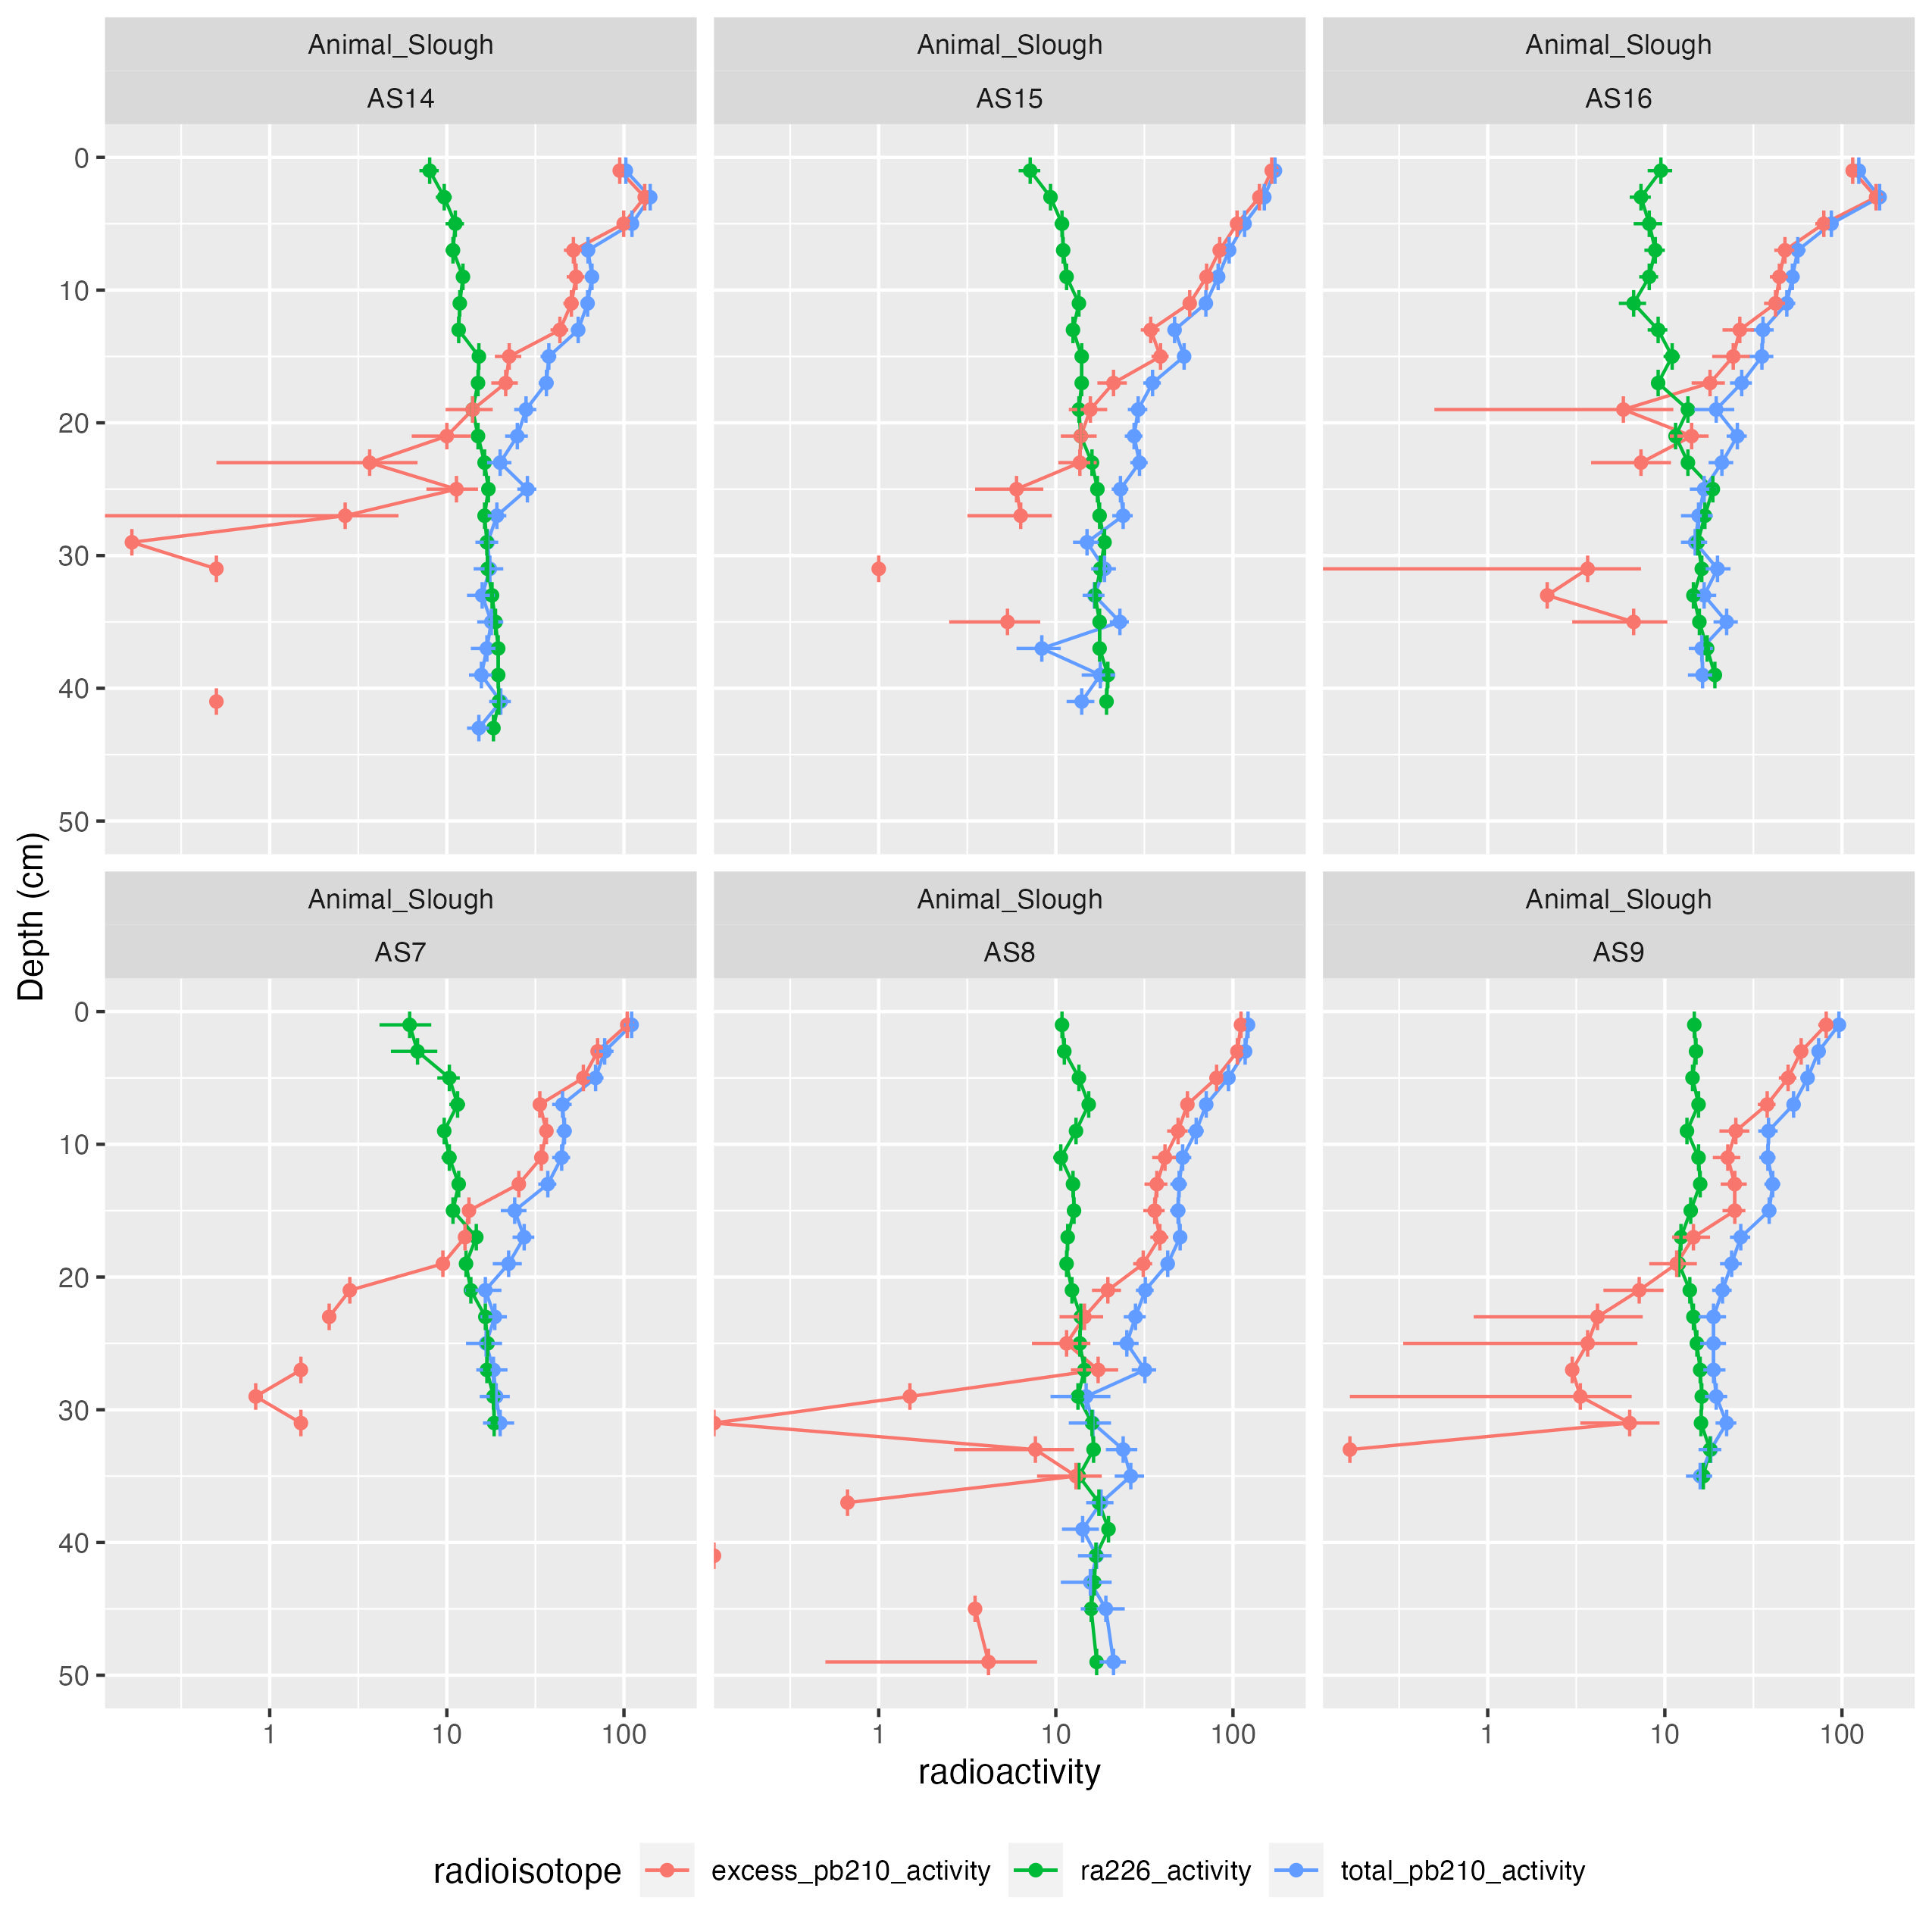 Animal_Slough Animal_Slough Animal_Slough
AS14 AS15 AS16
0
10
20
30
40
50
Depth (cm)
Animal_Slough Animal_Slough Animal_Slough
AS7 AS8 AS9
0
10
20
30
40
50
1 10 100 1 10 100 1 10 100
radioactivity
radioisotope excess_pb210_activity ra226_activity total_pb210_activity